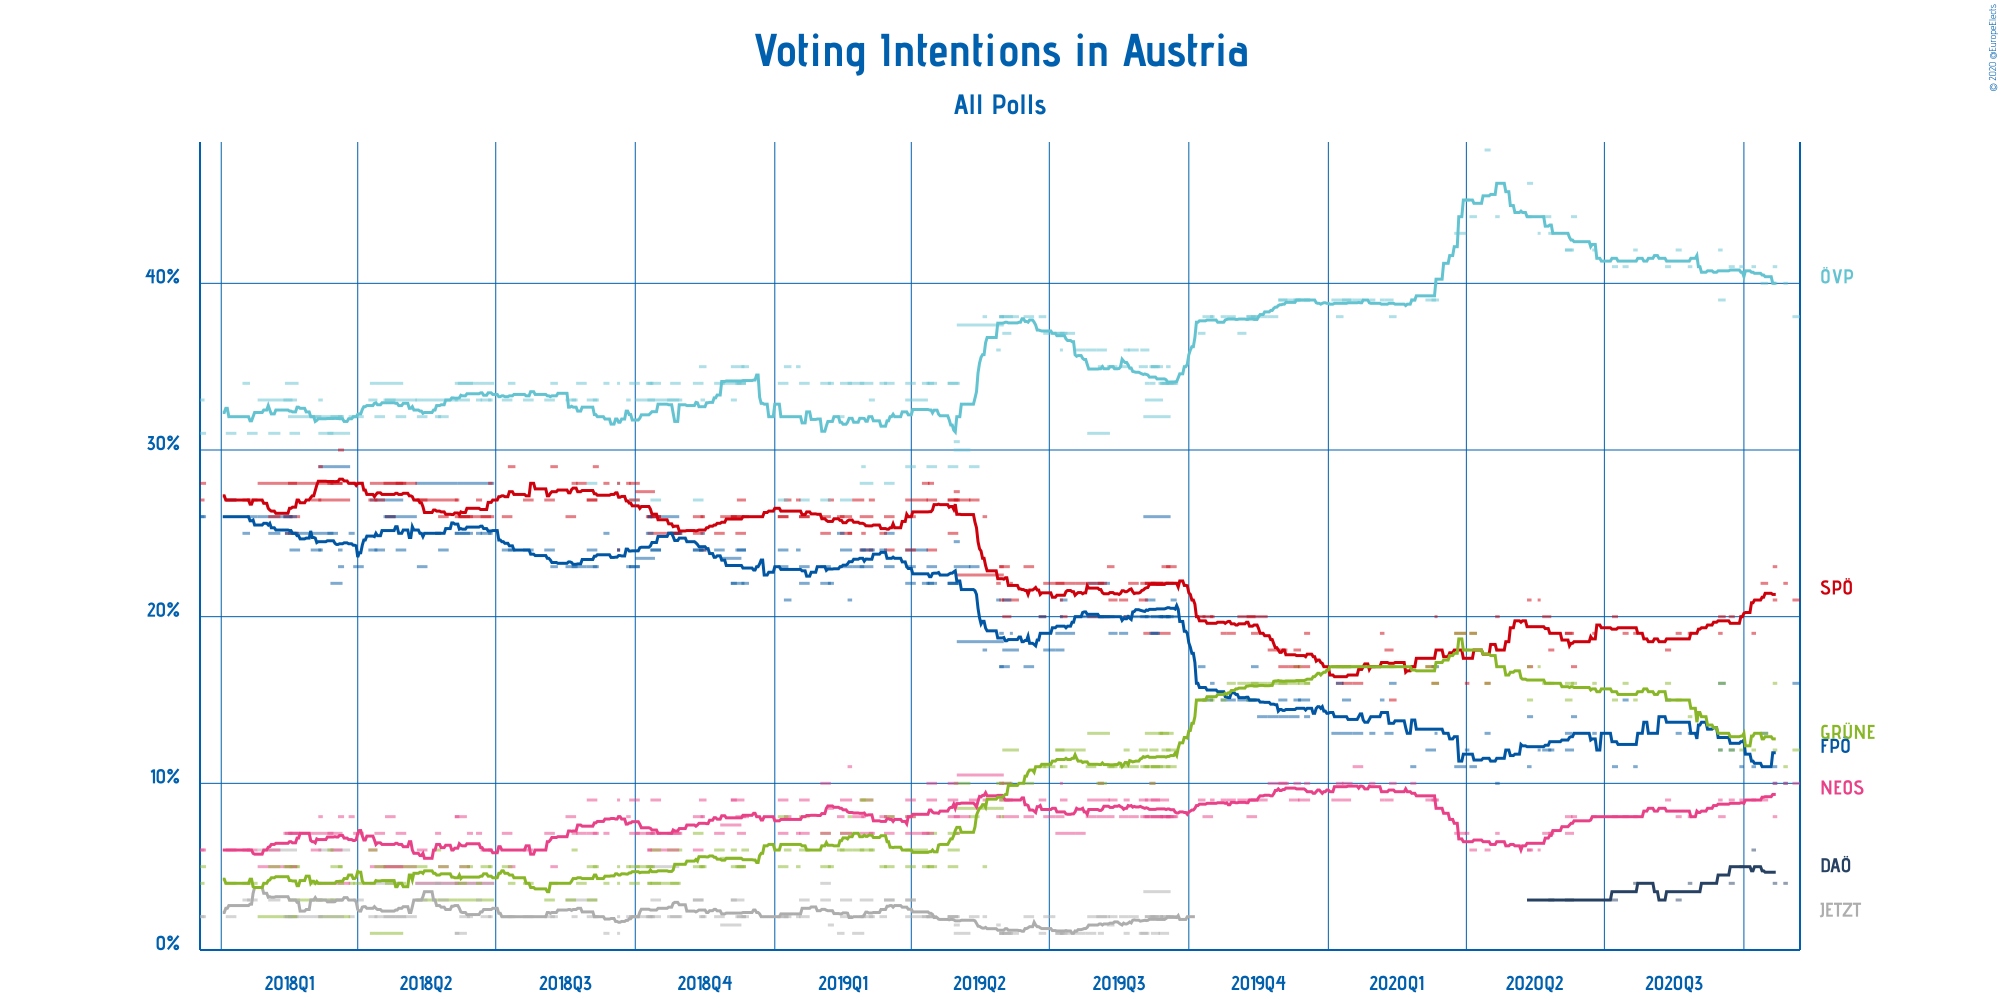 Voting Intentions in Austria
All Polls
© 2020 @EuropeElects
40%
30%
20%
10%
0%
ÖVP
SPÖ
GRÜNE
FPÖ
NEOS
DAÖ
JETZT
2018Q1 2018Q2 2018Q3 2018Q4 2019Q1 2019Q2 2019Q3 2019Q4 2020Q1 2020Q2 2020Q3